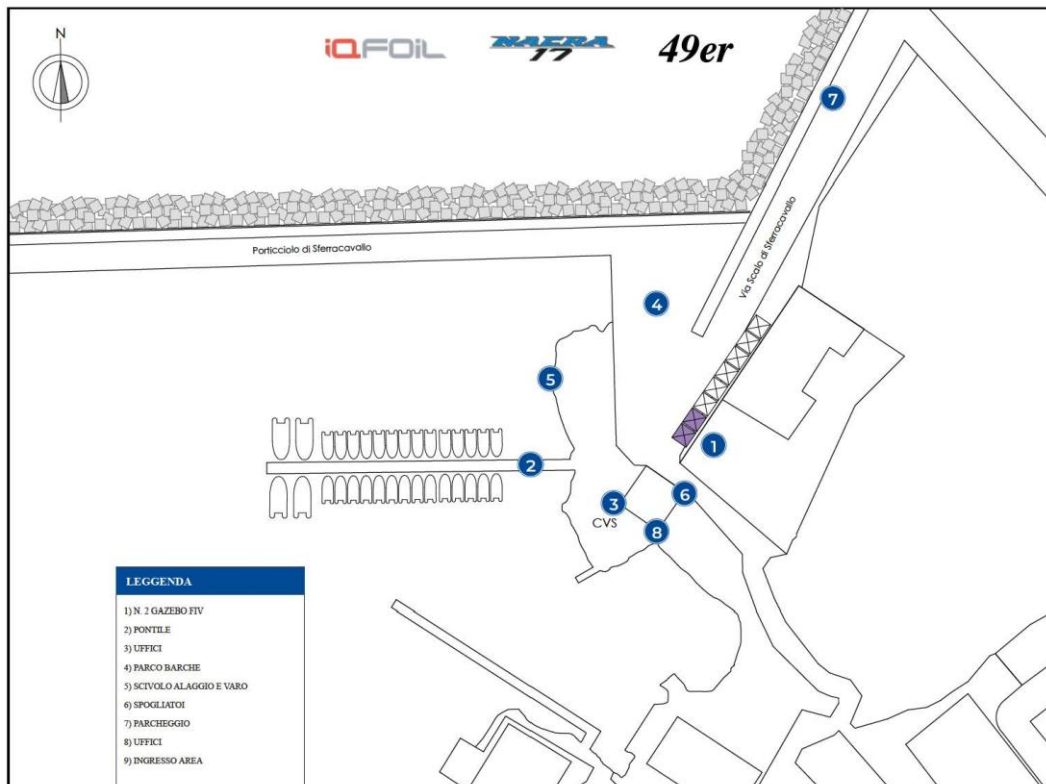 N
iQFOiL
NACRA
17
49er
7
Via Scalo di Sferracavallo
Porticciolo di Sferracavallo
4
5
1
2
3
6
CVS
8
LEGGENDA
1) N. 2 GAZEBO FIV
2) PONTILE
3) UFFICI
4) PARCO BARCHE
5) SCIVOLO ALAGGIO E VARO
6) SPOGLIATOI
7) PARCHEGGIO
8) UFFICI
9) INGRESSO AREA